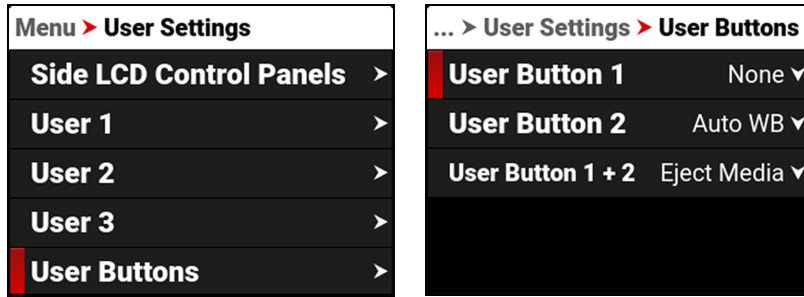 Menu > User Settings
Side LCD Control Panels
User 1
User 2
User 3
User Buttons
... > User Settings > User Buttons
User Button 1 None
User Button 2 Auto WB
User Button 1 + 2 Eject Media